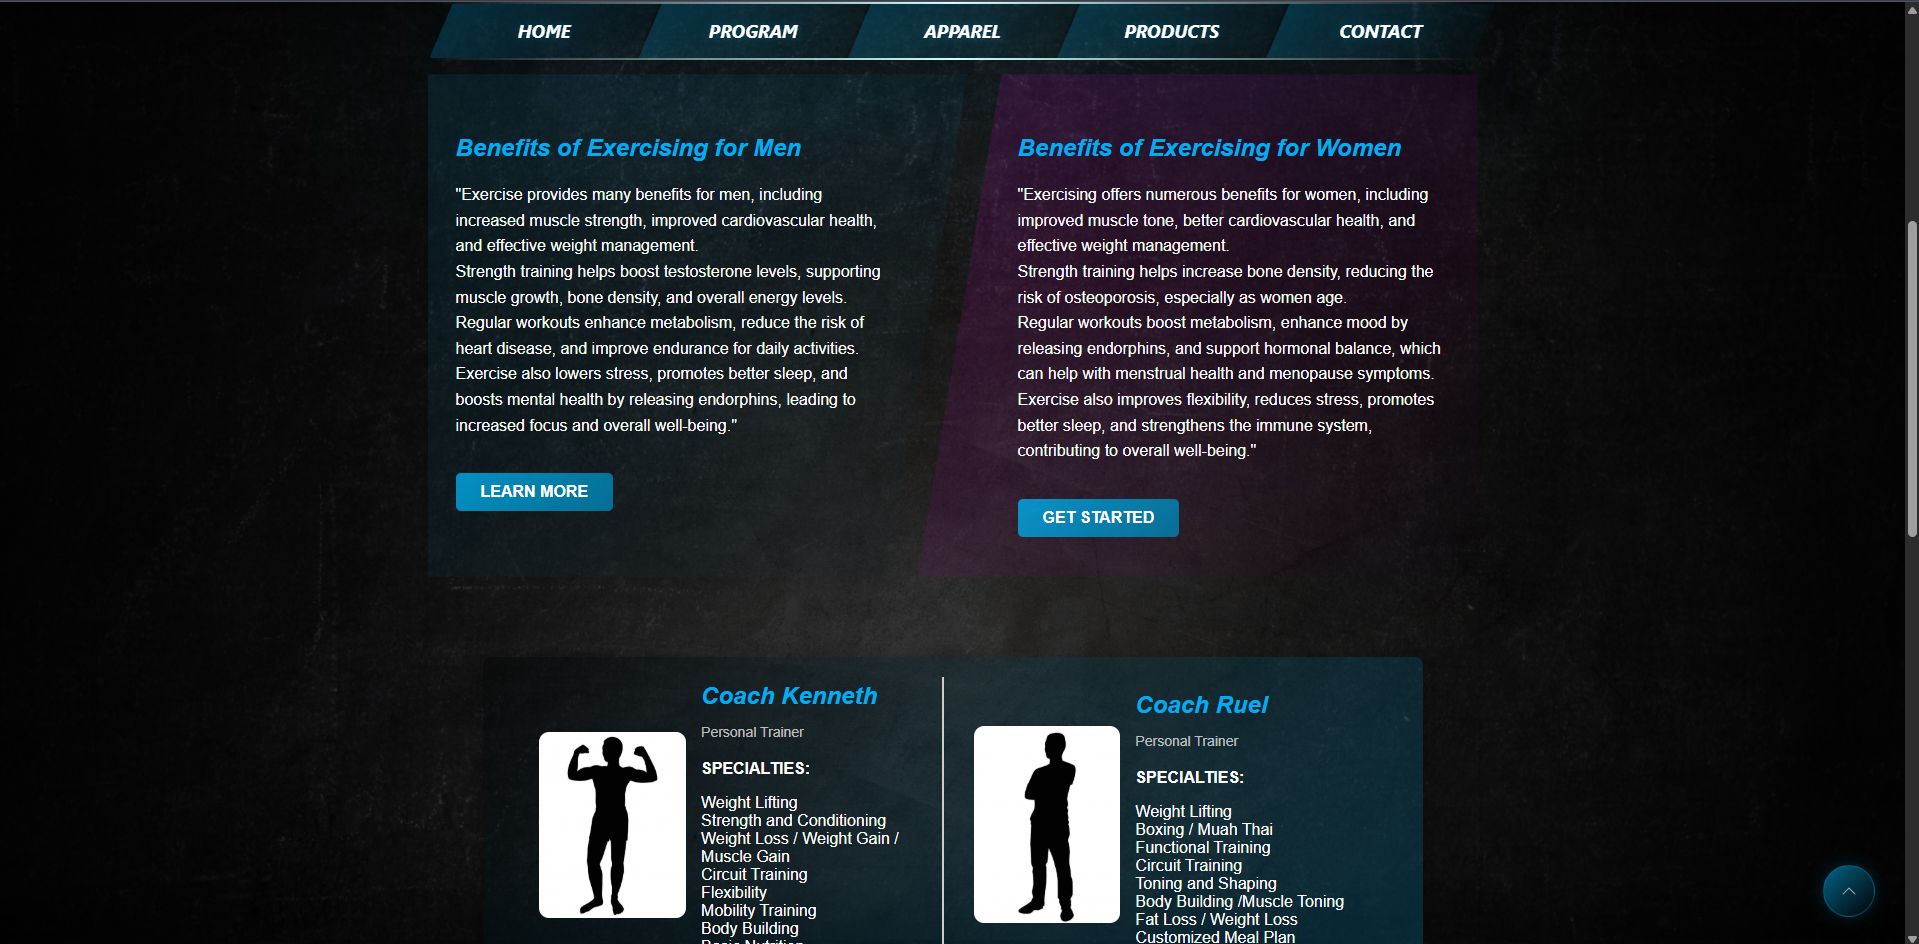 HOME PROGRAM APPAREL PRODUCTS CONTACT
Benefits of Exercising for Men
"Exercise provides many benefits for men, including
increased muscle strength, improved cardiovascular health,
and effective weight management.
Strength training helps boost testosterone levels, supporting
muscle growth, bone density, and overall energy levels.
Regular workouts enhance metabolism, reduce the risk of
heart disease, and improve endurance for daily activities.
Exercise also lowers stress, promotes better sleep, and
boosts mental health by releasing endorphins, leading to
increased focus and overall well-being."
LEARN MORE
Benefits of Exercising for Women
"Exercising offers numerous benefits for women, including
improved muscle tone, better cardiovascular health, and
effective weight management.
Strength training helps increase bone density, reducing the
risk of osteoporosis, especially as women age.
Regular workouts boost metabolism, enhance mood by
releasing endorphins, and support hormonal balance, which
can help with menstrual health and menopause symptoms.
Exercise also improves flexibility, reduces stress, promotes
better sleep, and strengthens the immune system,
contributing to overall well-being."
GET STARTED
Coach Kenneth
Personal Trainer
SPECIALTIES:
Weight Lifting
Strength and Conditioning
Weight Loss / Weight Gain /
Muscle Gain
Circuit Training
Flexibility
Mobility Training
Body Building
Basic Nutrition
Coach Ruel
Personal Trainer
SPECIALTIES:
Weight Lifting
Boxing / Muah Thai
Functional Training
Circuit Training
Toning and Shaping
Body Building /Muscle Toning
Fat Loss / Weight Loss
Customized Meal Plan